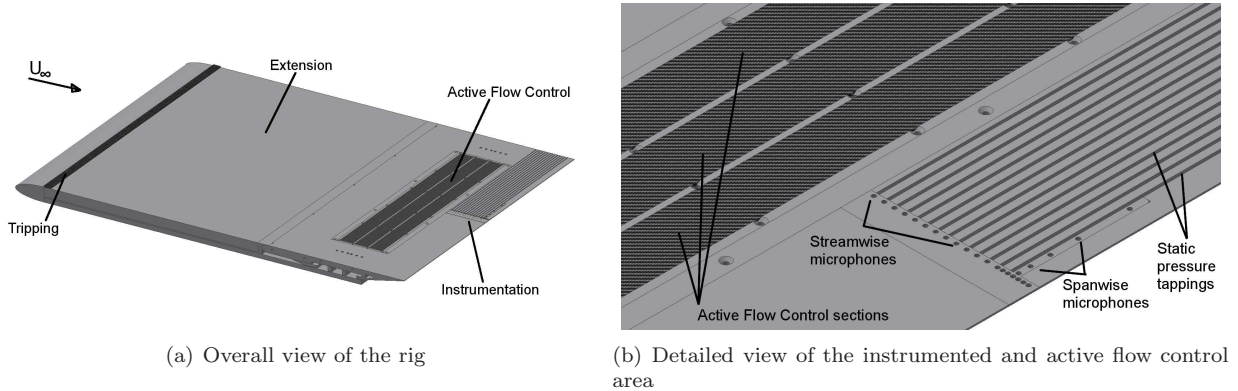 U∞
Extension
Active Flow Control
Tripping
Instrumentation
(a) Overall view of the rig
Streamwise
microphones
Static
pressure
tappings
Spanwise
microphones
Active Flow Control sections
(b) Detailed view of the instrumented and active flow control
area